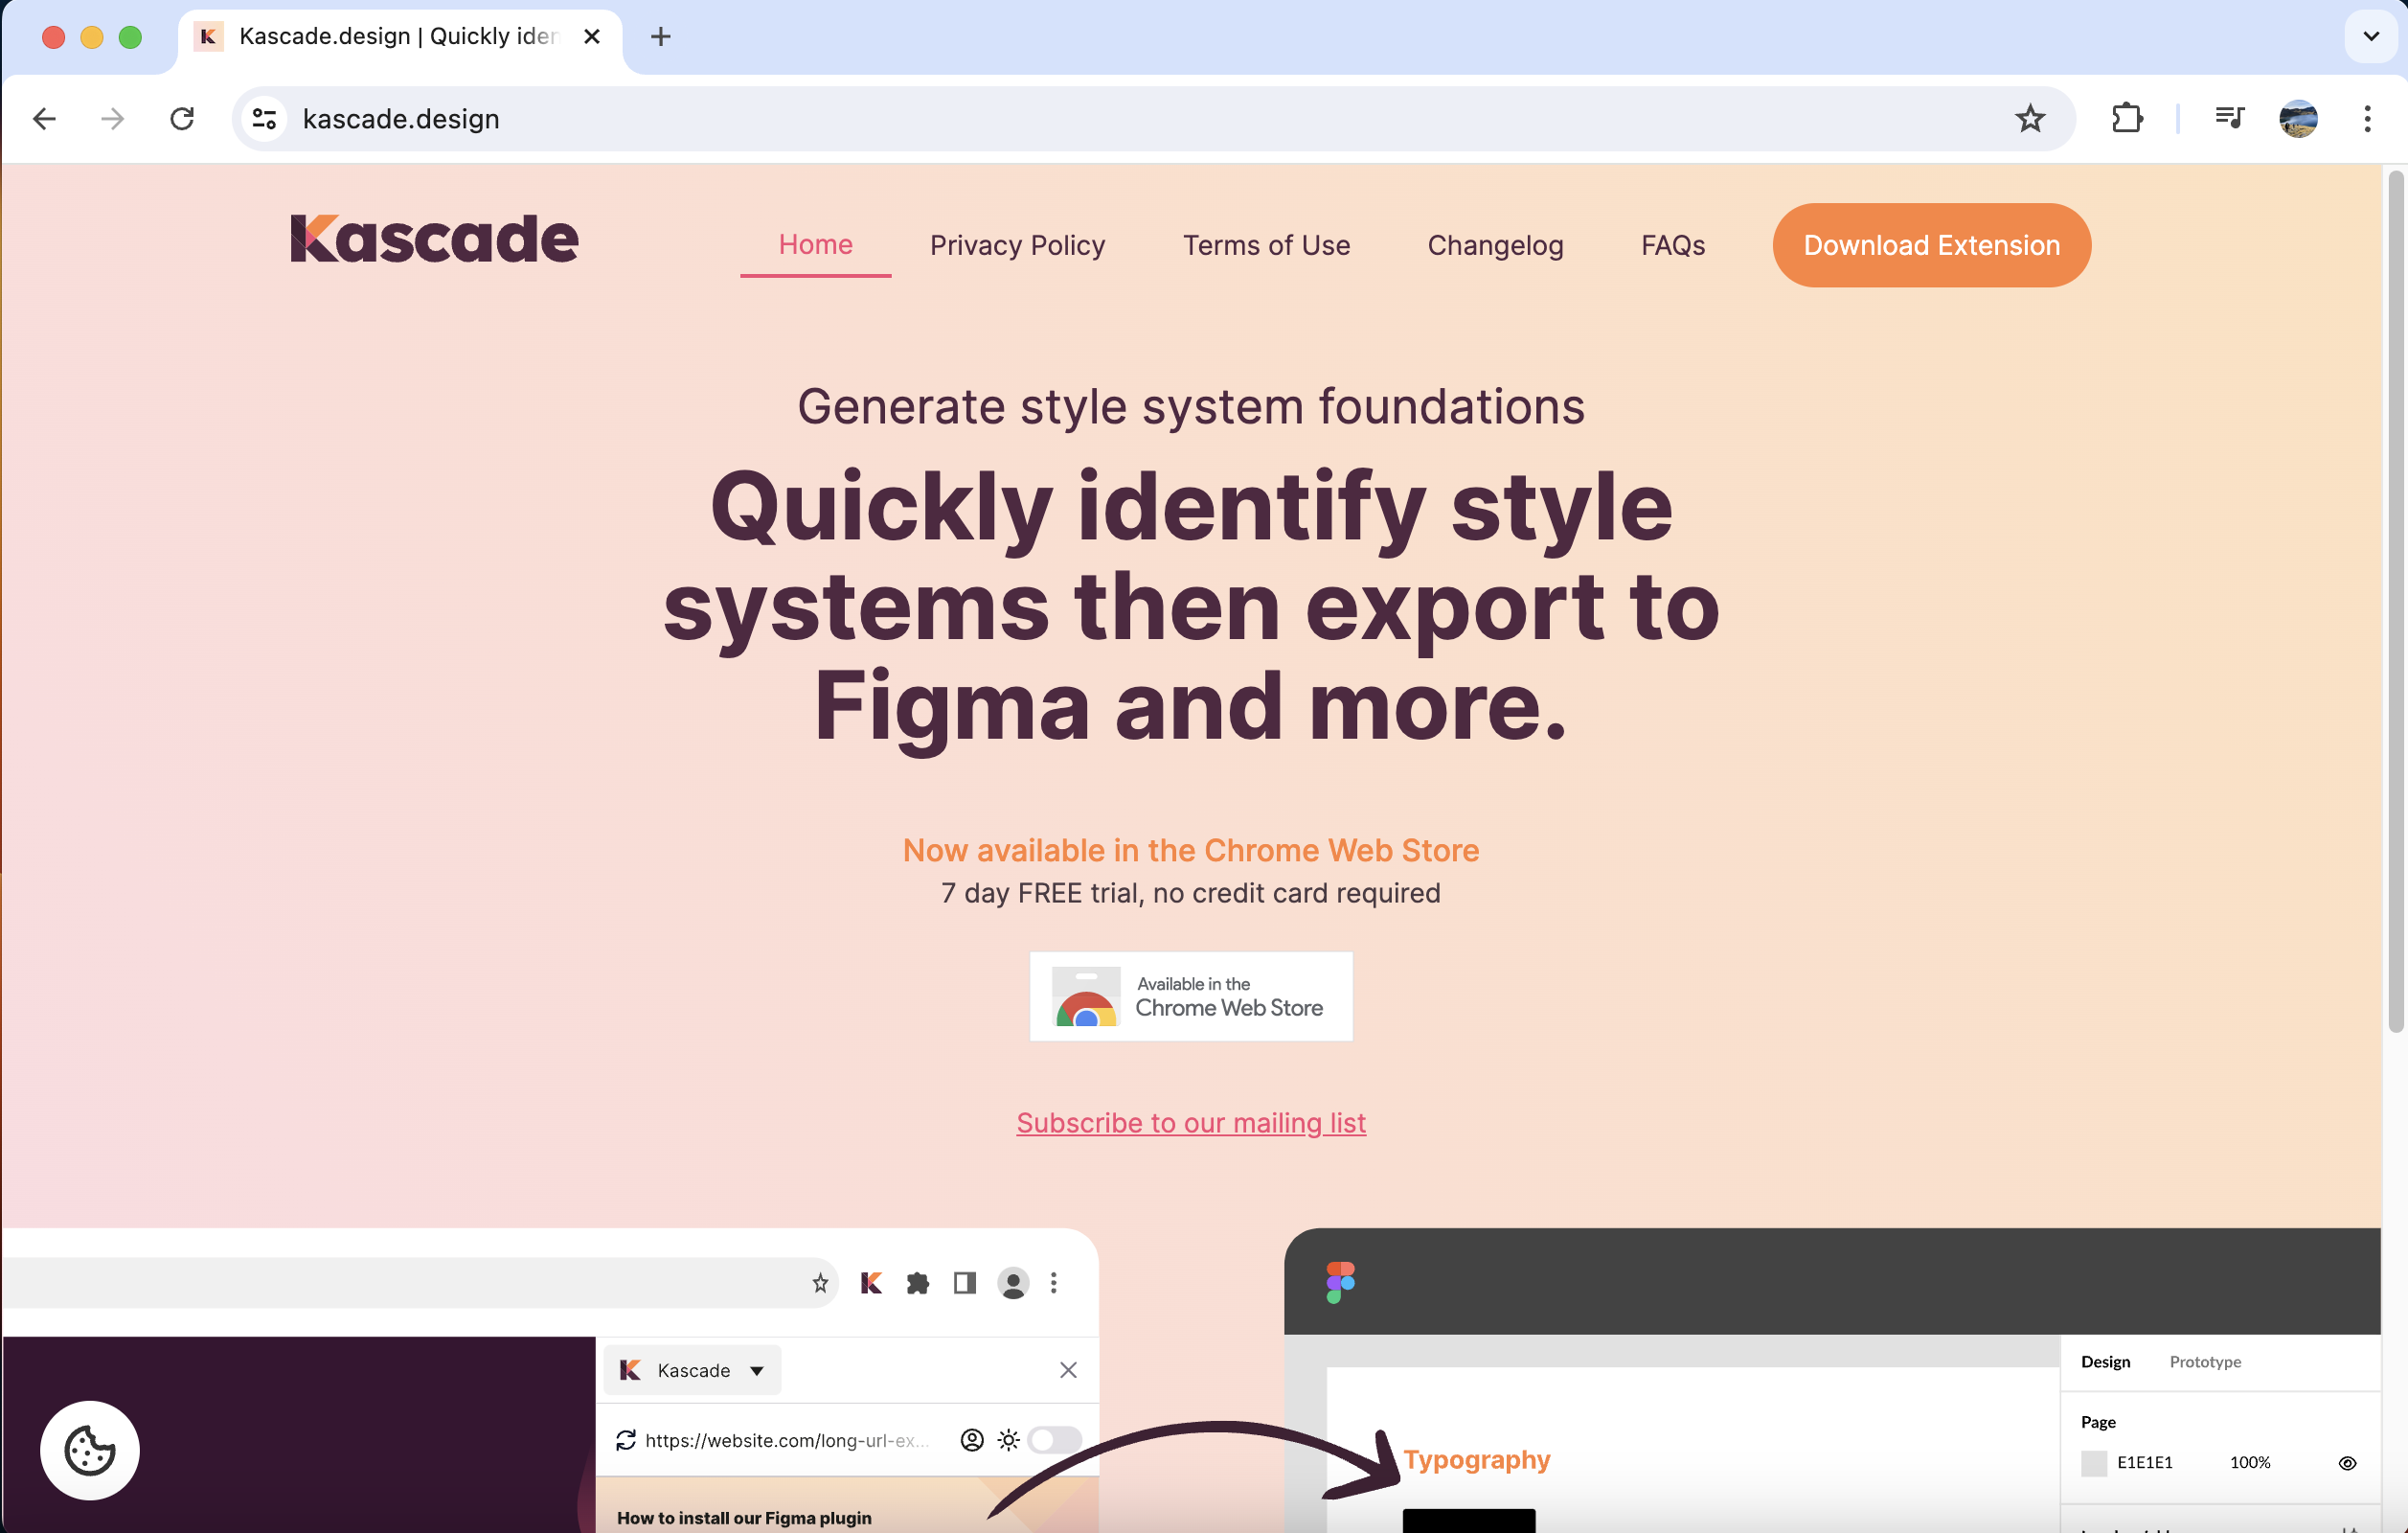 Kascade.design | Quickly iden
kascade.design
Kascade
Home
Privacy Policy
Terms of Use
Changelog
FAQs
Download Extension
Generate style system foundations
Quickly identify style
systems then export to
Figma and more.
Now available in the Chrome Web Store
7 day FREE trial, no credit card required
Available in the
Chrome Web Store
Subscribe to our mailing list
Kascade
https://website.com/long-url-ex...
How to install our Figma plugin
Typography
Design
Prototype
Page
E1E1E1
100%